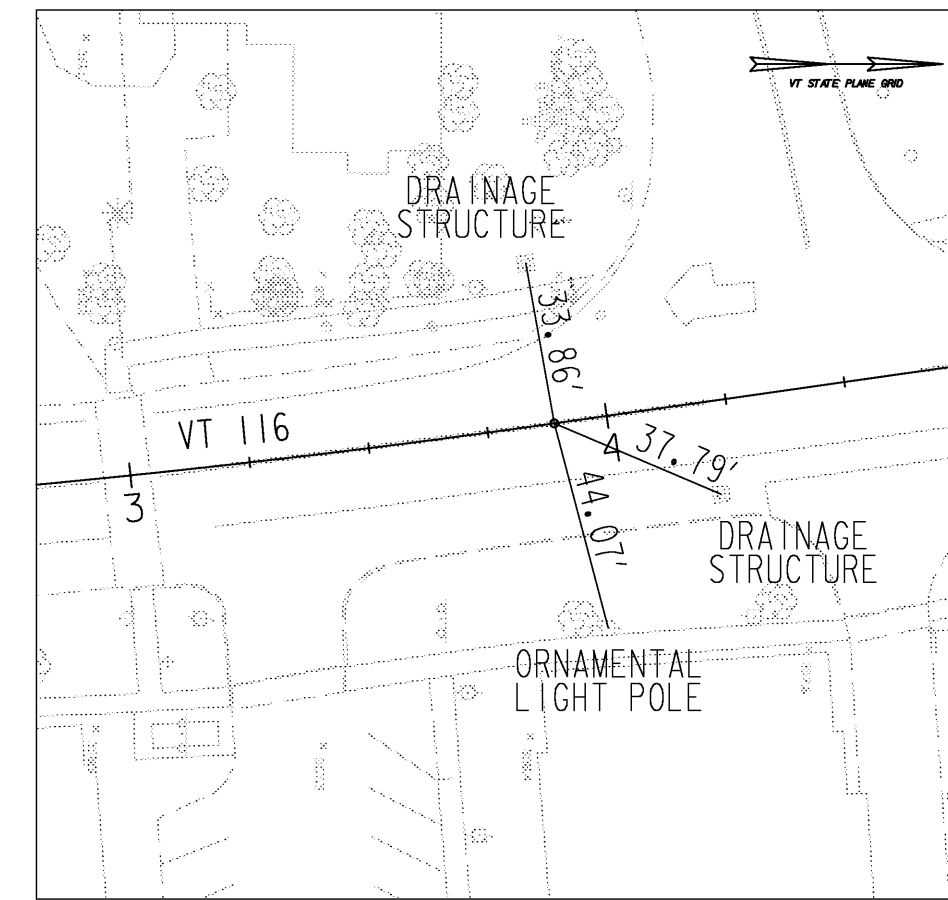 VT STATE PLANE GRID
DRAINAGE
STRUCTURE
33.86'
VT 116
3
4
37.79'
44.07'
DRAINAGE
STRUCTURE
ORNAMENTAL
LIGHT POLE